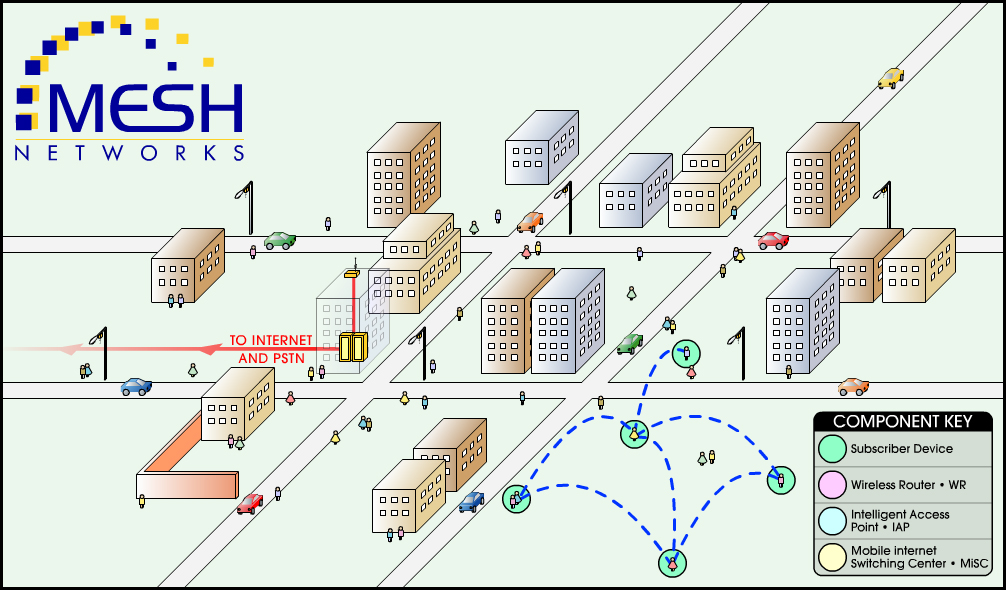 MESH
NETWORKS
TO INTERNET
AND PSTN
COMPONENT KEY
Subscriber Device
Wireless Router • WR
Intelligent Access
Point • IAP
Mobile internet
Switching Center • MiSC